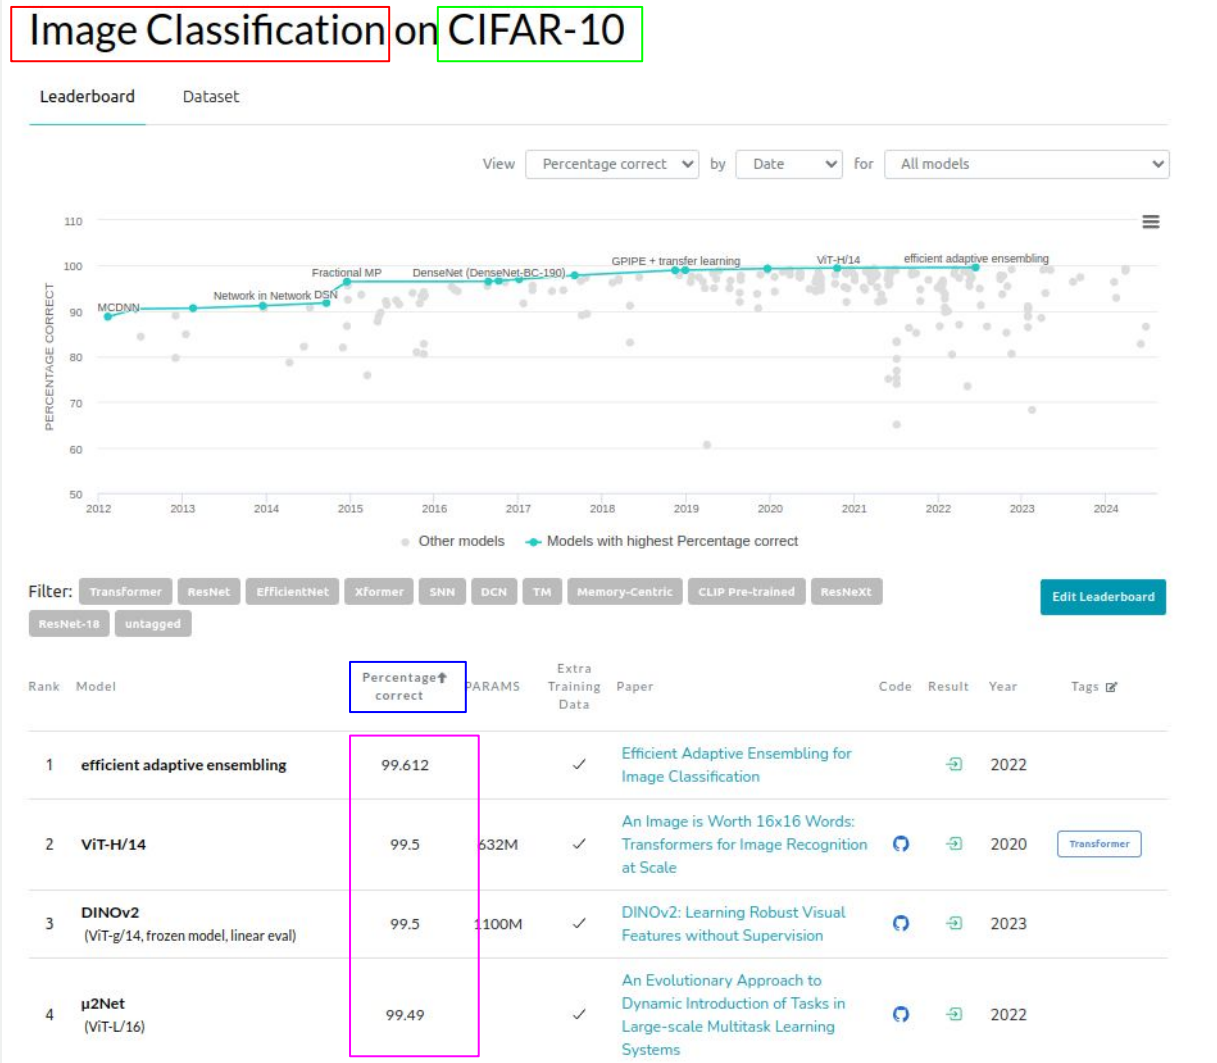 Image Classification on CIFAR-10
Leaderboard Dataset
View Percentage correct by Date for All models
110
100
90
80
70
60
50
PERCENTAGE CORRECT
MCDNN
Network in Network
DSN
Fractional MP
DenseNet (DenseNet-BC-190)
GPIPE + transfer learning
ViT-H/14
efficient adaptive ensembling
2012 2013 2014 2015 2016 2017 2018 2019 2020 2021 2022 2023 2024
Other models Models with highest Percentage correct
Filter: Transformer ResNet EfficientNet Xformer SNN DCN TM Memory-Centric CLIP Pre-trained ResNeXt
ResNet-18 untagged
Edit Leaderboard
Rank Model Percentage correct PARAMS Extra Training Data Paper Code Result Year Tags
1 efficient adaptive ensembling 99.612 Efficient Adaptive Ensembling for
Image Classification 2022
2 ViT-H/14 99.5 632M An Image is Worth 16x16 Words:
Transformers for Image Recognition
at Scale 2020 Transformer
3 DINOv2
(ViT-g/14, frozen model, linear eval) 99.5 1100M DINOv2: Learning Robust Visual
Features without Supervision 2023
4 µ2Net
(ViT-L/16) 99.49 An Evolutionary Approach to
Dynamic Introduction of Tasks in
Large-scale Multitask Learning
Systems 2022